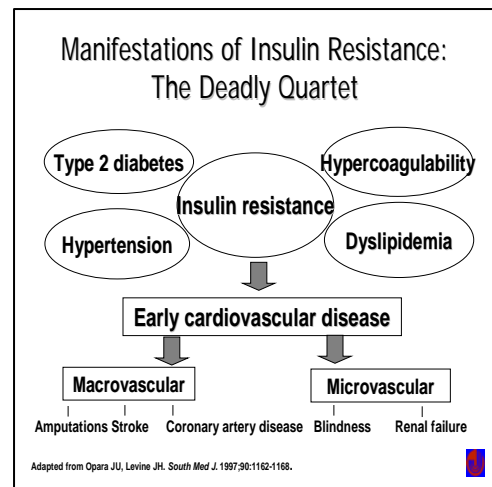 Manifestations of Insulin Resistance:
The Deadly Quartet
Type 2 diabetes
Hypercoagulability
Insulin resistance
Hypertension
Dyslipidemia
Early cardiovascular disease
Macrovascular
Microvascular
Amputations Stroke Coronary artery disease Blindness Renal failure
Adapted from Opara JU, Levine JH. South Med J. 1997;90:1162-1168.